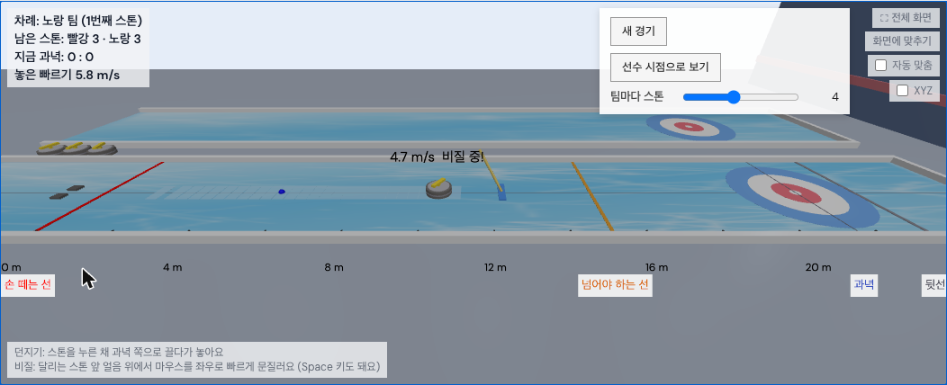 차례: 노랑 팀 (1번째 스톤)
남은 스톤: 빨강 3 · 노랑 3
지금 과녁: 0 : 0
놓은 빠르기 5.8 m/s
새 경기
선수 시점으로 보기
팀마다 스톤 4
전체 화면
화면에 맞추기
자동 맞춤
XYZ
4.7 m/s 비질 중!
0 m 4 m 8 m 12 m 16 m 20 m
손 떼는 선 넘어야 하는 선 과녁 뒷선
던지기: 스톤을 누른 채 과녁 쪽으로 끌다가 놓아요
비질: 달리는 스톤 앞 얼음 위에서 마우스를 좌우로 빠르게 문질러요 (Space 키도 돼요)